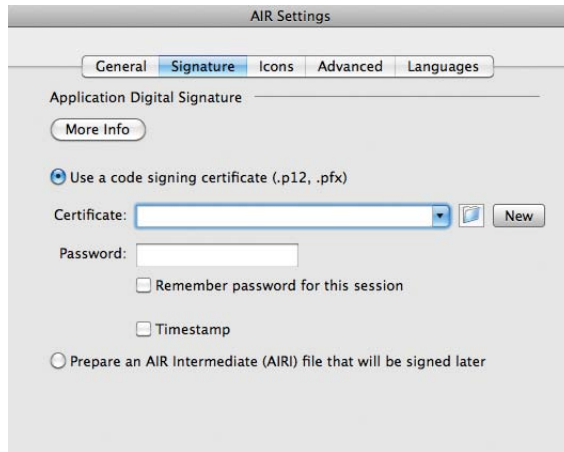 AIR Settings
General Signature Icons Advanced Languages
Application Digital Signature
More Info
Use a code signing certificate (.p12, .pfx)
Certificate: New
Password:
Remember password for this session
Timestamp
Prepare an AIR Intermediate (AIRI) file that will be signed later